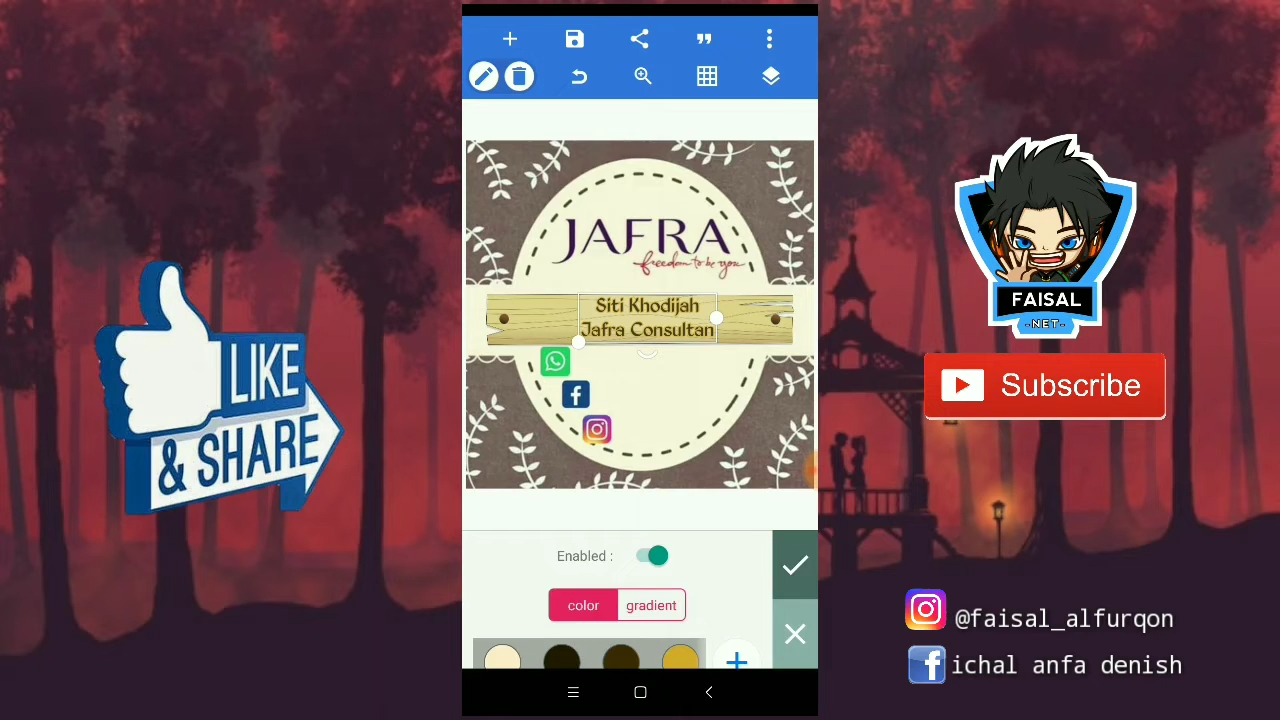 LIKE
& SHARE
JAFRA
freedom to be you
Siti Khodijah
Jafra Consultan
Enabled :
color
gradient
FAISAL
-NET-
Subscribe
@faisal_alfurqon
ichal anfa denish